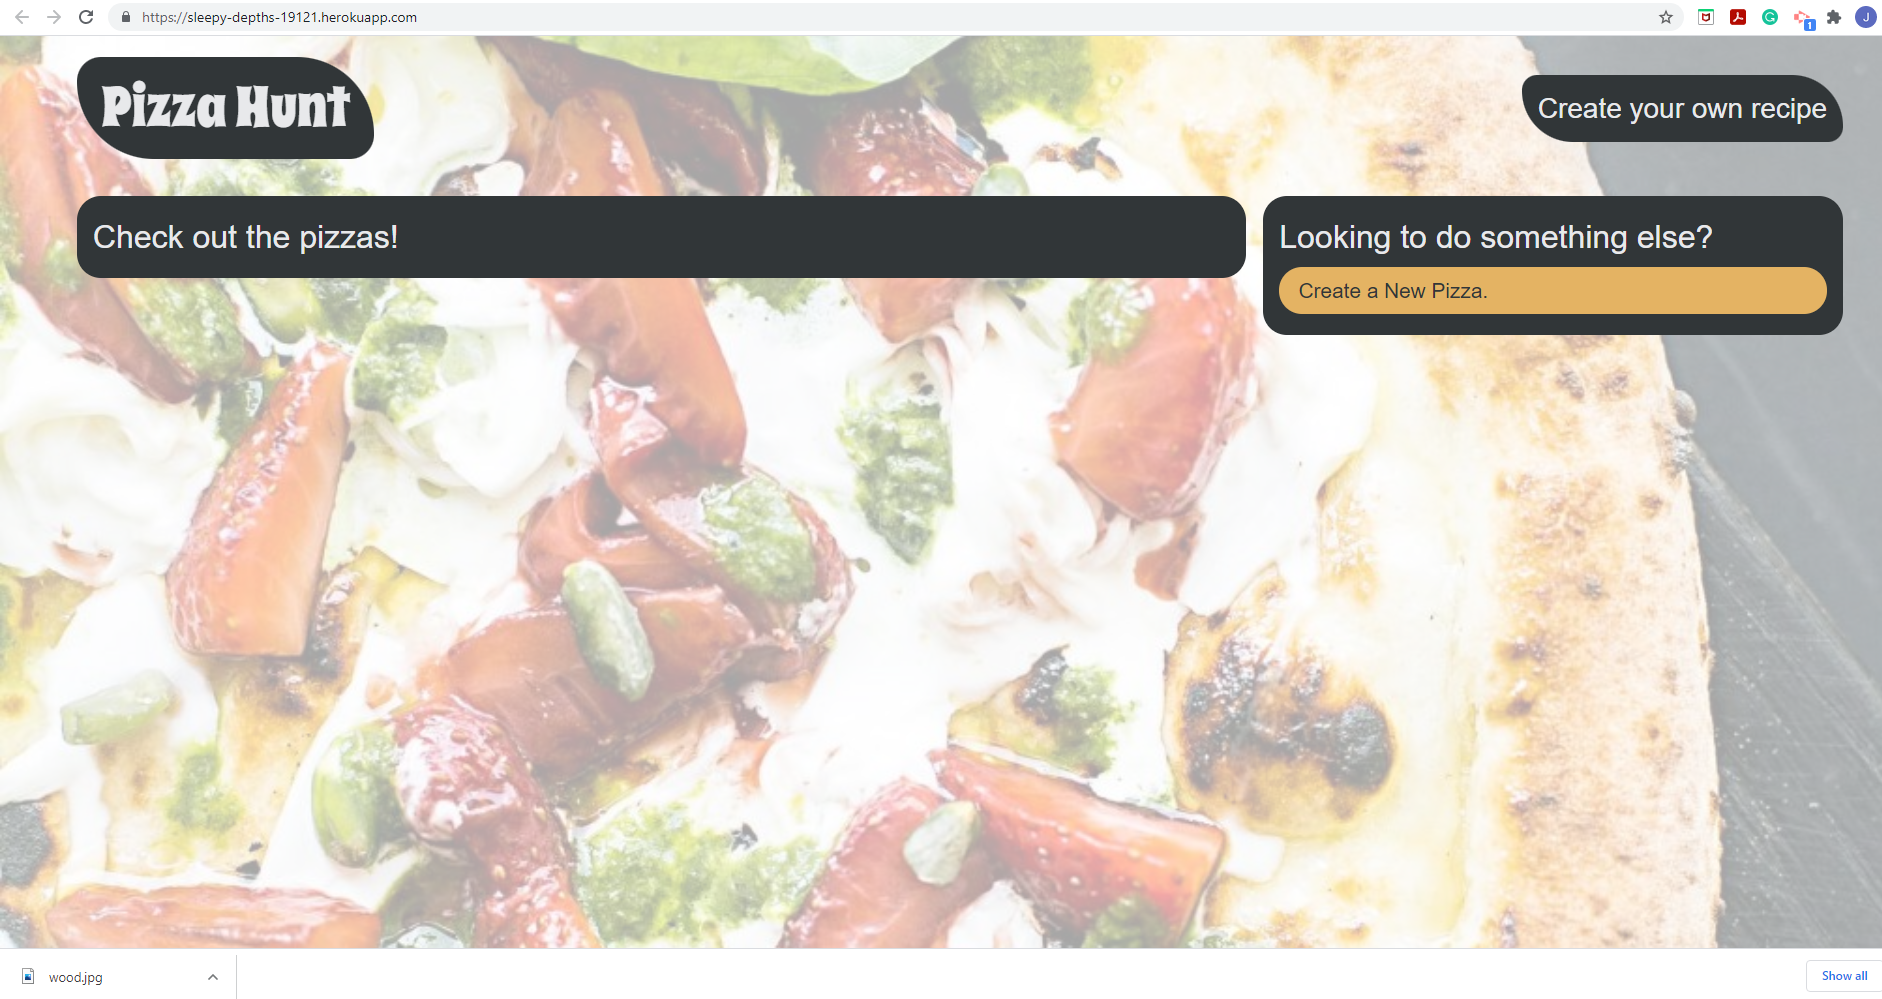 https://sleepy-depths-19121.herokuapp.com
J
1
Pizza Hunt
Create your own recipe
Check out the pizzas!
Looking to do something else?
Create a New Pizza.
wood.jpg
Show all